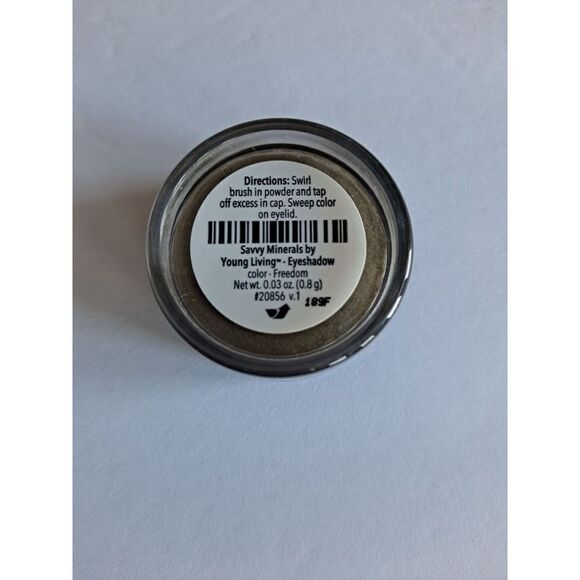 Directions: Swirl
brush in powder and tap
off excess in cap. Sweep color
on eyelid.
Savvy Minerals by
Young Living™ - Eyeshadow
color - Freedom
Net wt. 0.03 oz. (0.8 g)
#20856 v.1
189F